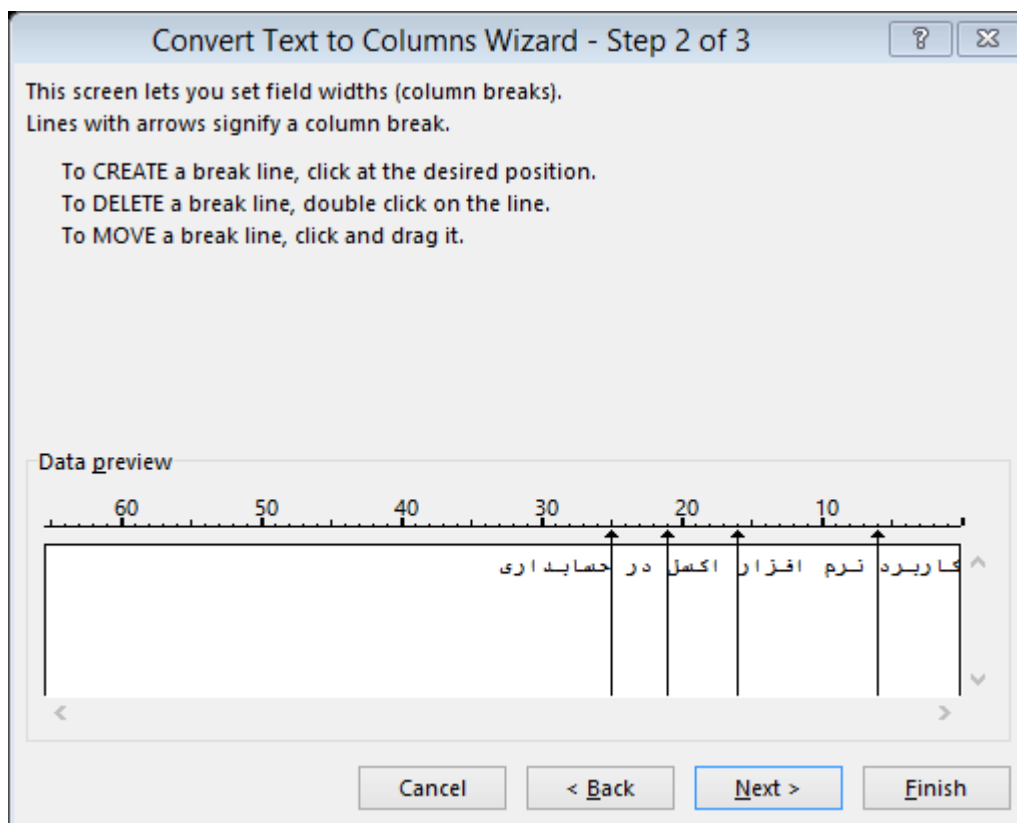 Convert Text to Columns Wizard - Step 2 of 3
This screen lets you set field widths (column breaks).
Lines with arrows signify a column break.
To CREATE a break line, click at the desired position.
To DELETE a break line, double click on the line.
To MOVE a break line, click and drag it.
Data preview
60 50 40 30 20 10
کاربرد نرم افزار اکسل در حسابداری
Cancel < Back Next > Finish